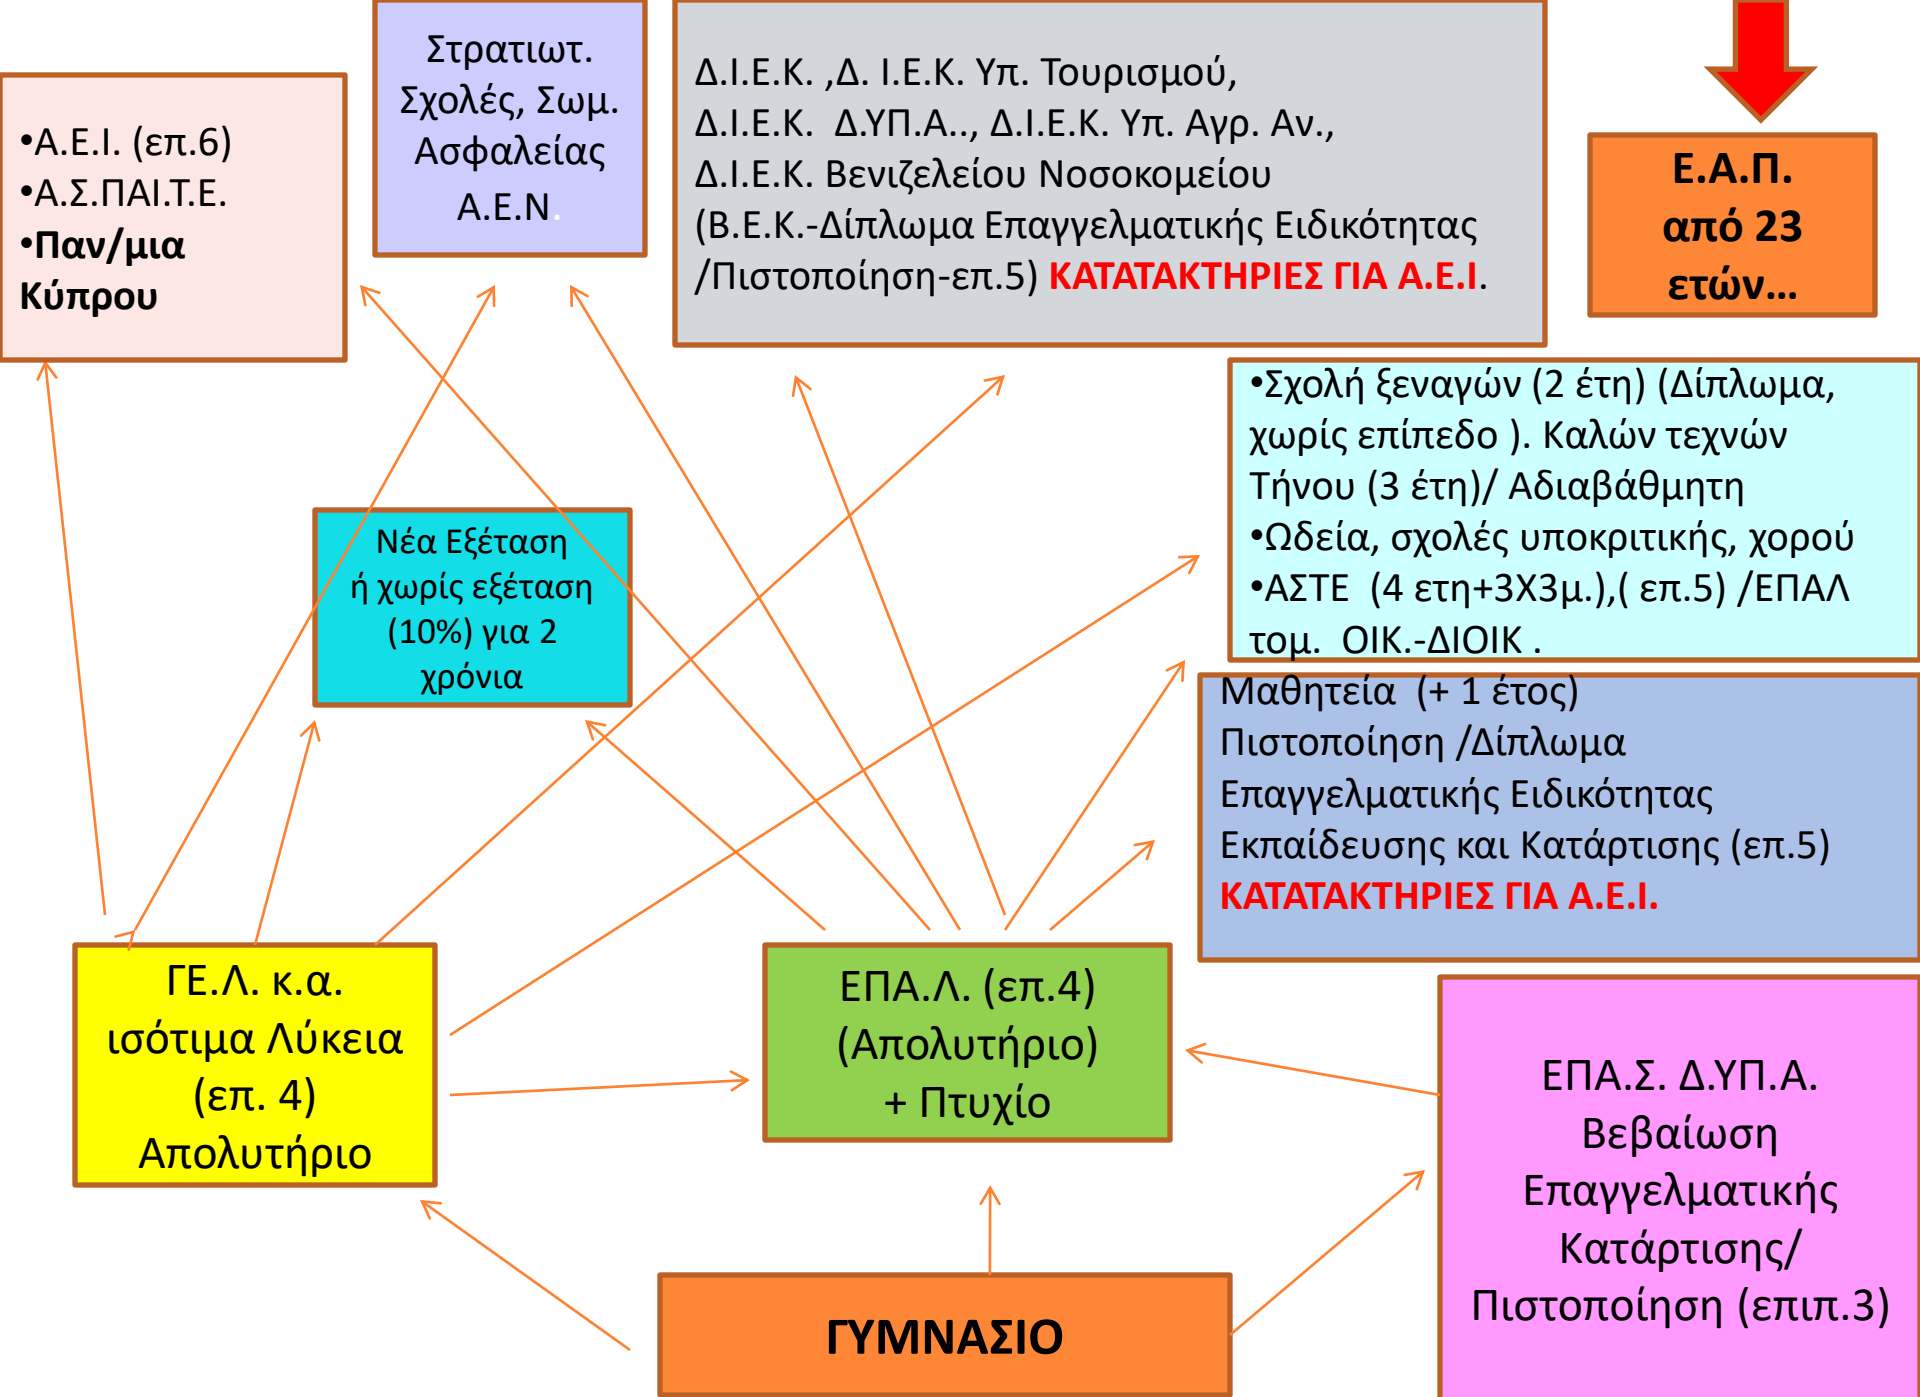 •Α.Ε.Ι. (επ.6)
•Α.Σ.ΠΑΙ.Τ.Ε.
•Παν/μια
Κύπρου
Στρατιωτ.
Σχολές, Σωμ.
Ασφαλείας
Α.Ε.Ν.
Δ.Ι.Ε.Κ. ,Δ. Ι.Ε.Κ. Υπ. Τουρισμού,
Δ.Ι.Ε.Κ. Δ.ΥΠ.Α.., Δ.Ι.Ε.Κ. Υπ. Αγρ. Αν.,
Δ.Ι.Ε.Κ. Βενιζελείου Νοσοκομείου
(Β.Ε.Κ.-Δίπλωμα Επαγγελματικής Ειδικότητας
/Πιστοποίηση-επ.5) ΚΑΤΑΤΑΚΤΗΡΙΕΣ ΓΙΑ Α.Ε.Ι.
Ε.Α.Π.
από 23
ετών...
•Σχολή ξεναγών (2 έτη) (Δίπλωμα,
χωρίς επίπεδο ). Καλών τεχνών
Τήνου (3 έτη)/ Αδιαβάθμητη
•Ωδεία, σχολές υποκριτικής, χορού
•ΑΣΤΕ (4 ετη+3Χ3μ.),( επ.5) /ΕΠΑΛ
τομ. ΟΙΚ.-ΔΙΟΙΚ .
Νέα Εξέταση
ή χωρίς εξέταση
(10%) για 2
χρόνια
Μαθητεία (+ 1 έτος)
Πιστοποίηση /Δίπλωμα
Επαγγελματικής Ειδικότητας
Εκπαίδευσης και Κατάρτισης (επ.5)
ΚΑΤΑΤΑΚΤΗΡΙΕΣ ΓΙΑ Α.Ε.Ι.
ΓΕ.Λ. κ.α.
ισότιμα Λύκεια
(επ. 4)
Απολυτήριο
ΕΠΑ.Λ. (επ.4)
(Απολυτήριο)
+ Πτυχίο
ΕΠΑ.Σ. Δ.ΥΠ.Α.
Βεβαίωση
Επαγγελματικής
Κατάρτισης/
Πιστοποίηση (επιπ.3)
ΓΥΜΝΑΣΙΟ